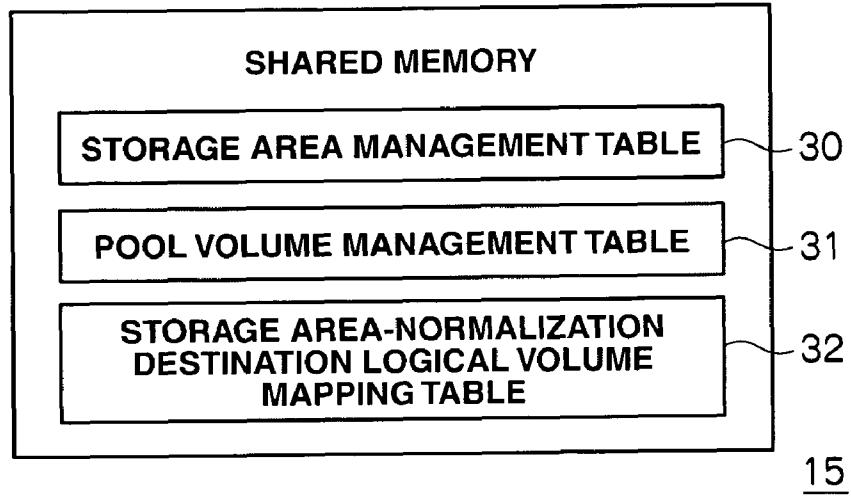 SHARED MEMORY
STORAGE AREA MANAGEMENT TABLE
30
POOL VOLUME MANAGEMENT TABLE
31
STORAGE AREA-NORMALIZATION
DESTINATION LOGICAL VOLUME
MAPPING TABLE
32
15